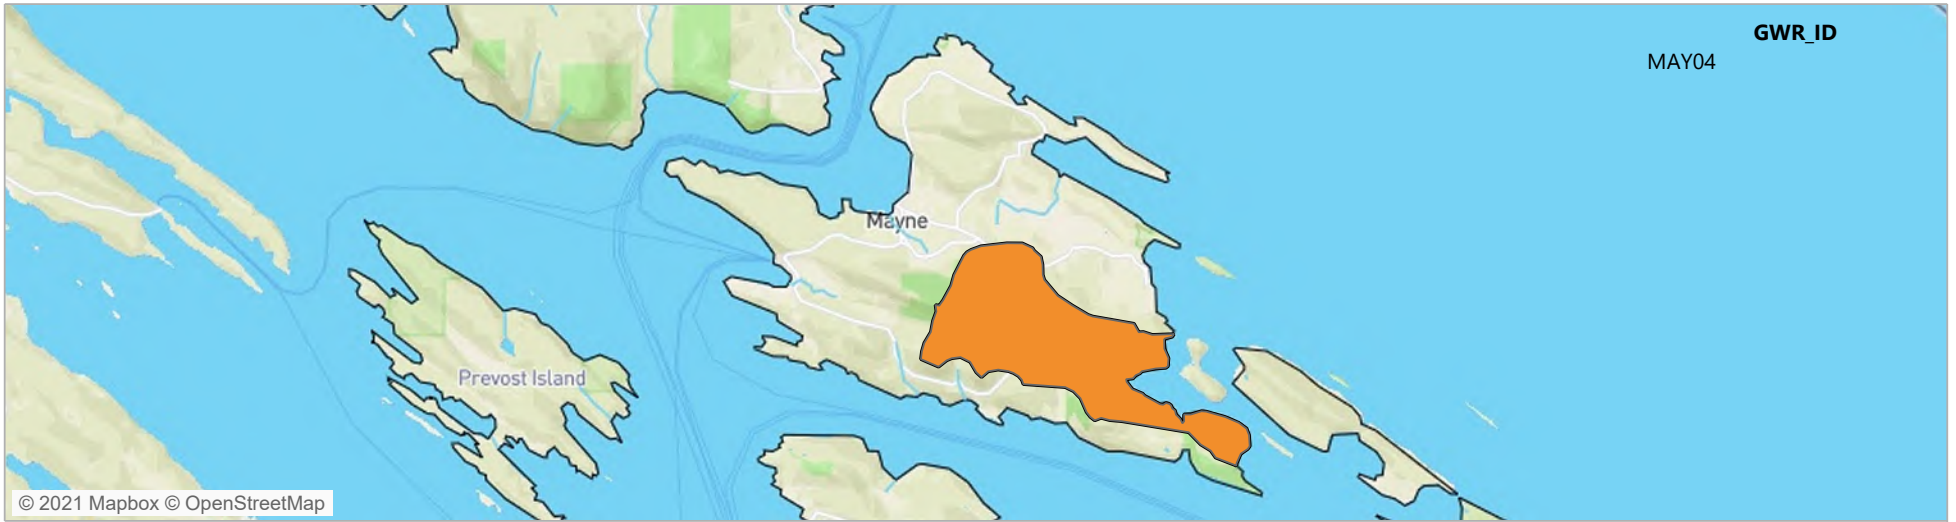 GWR_ID
MAY04
Mayne
Prevost Island
© 2021 Mapbox © OpenStreetMap